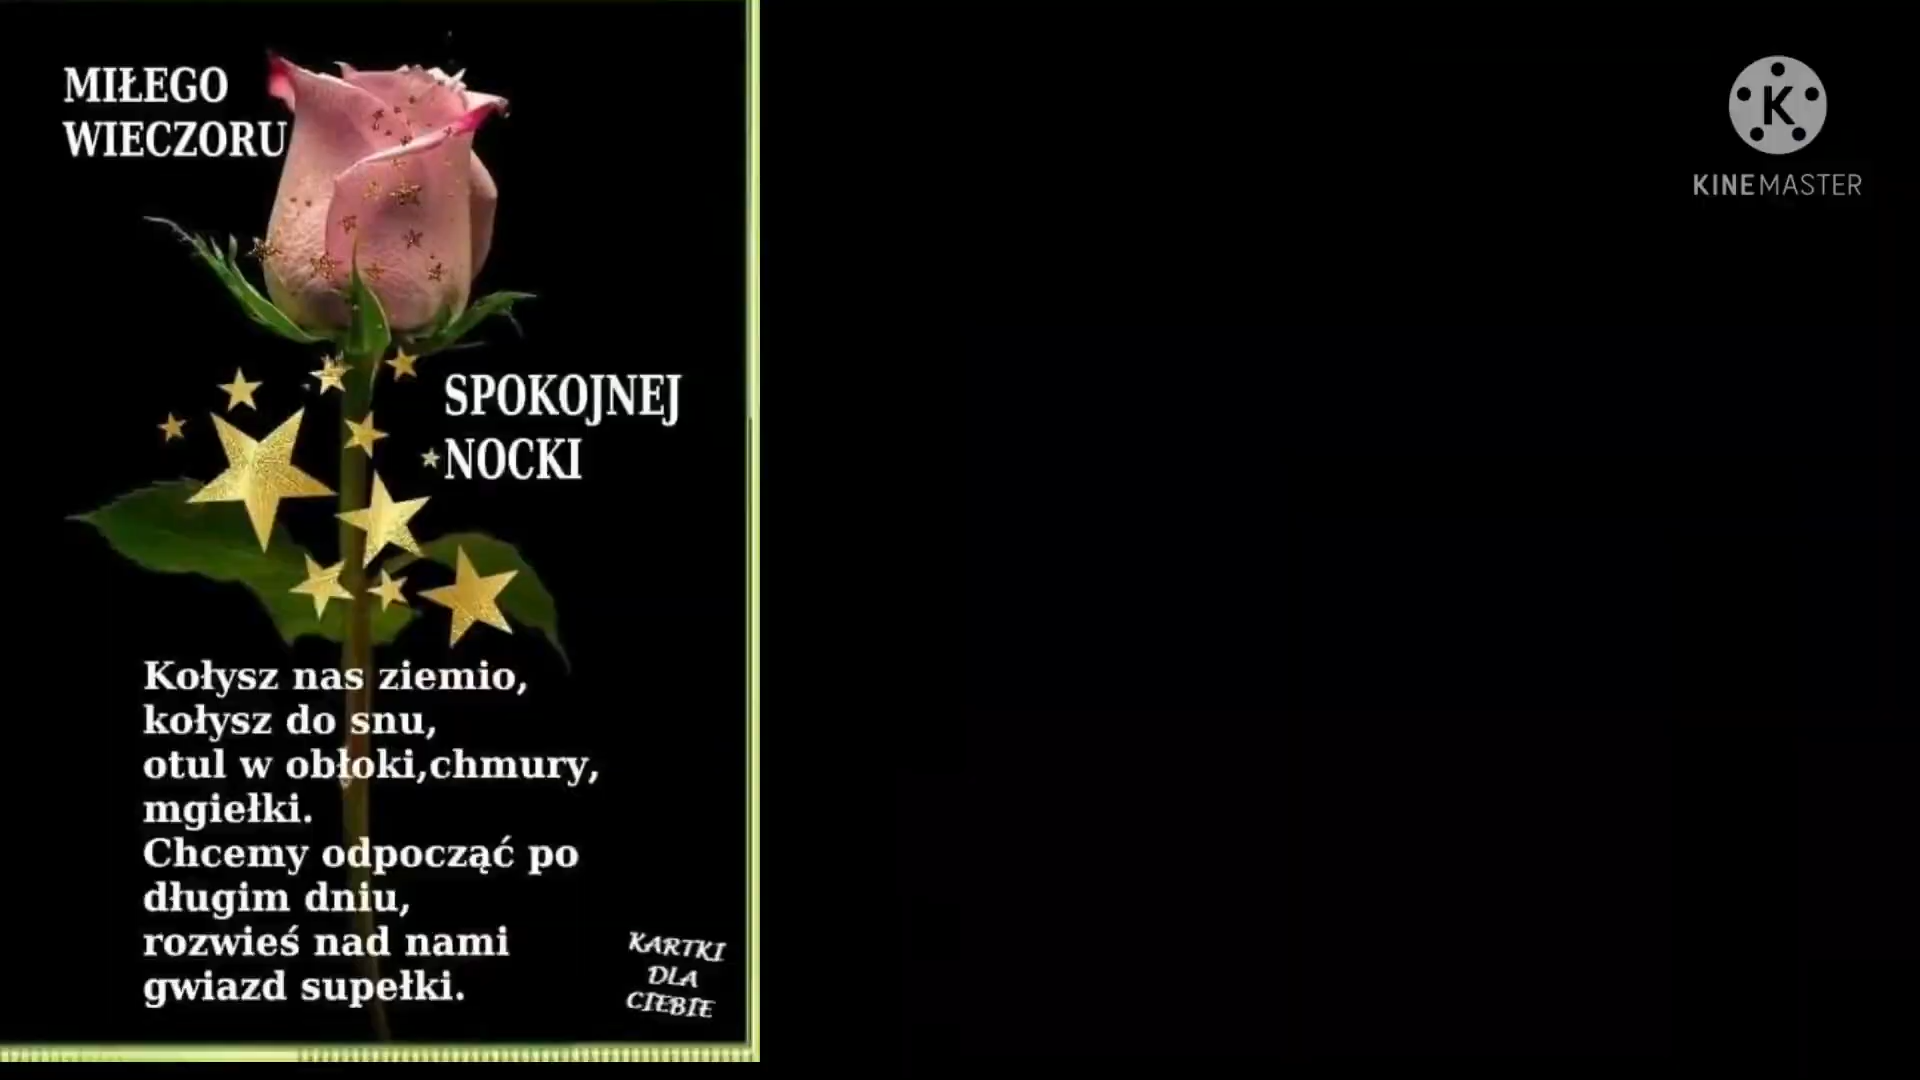 MIŁEGO
WIECZORU
SPOKOJNEJ
NOCKI
Kołysz nas ziemio,
kołysz do snu,
otul w obłoki,chmury,
mgiełki.
Chcemy odpocząć po
długim dniu,
rozwieś nad nami
gwiazd supełki.
KARTKI
DLA
CIEBIE
K
KINEMASTER